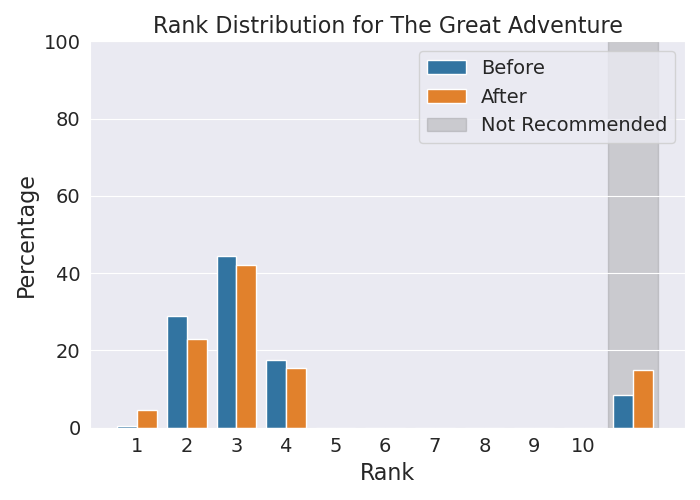 Rank Distribution for The Great Adventure
100
80
60
40
20
0
Percentage
Before
After
Not Recommended
1 2 3 4 5 6 7 8 9 10
Rank